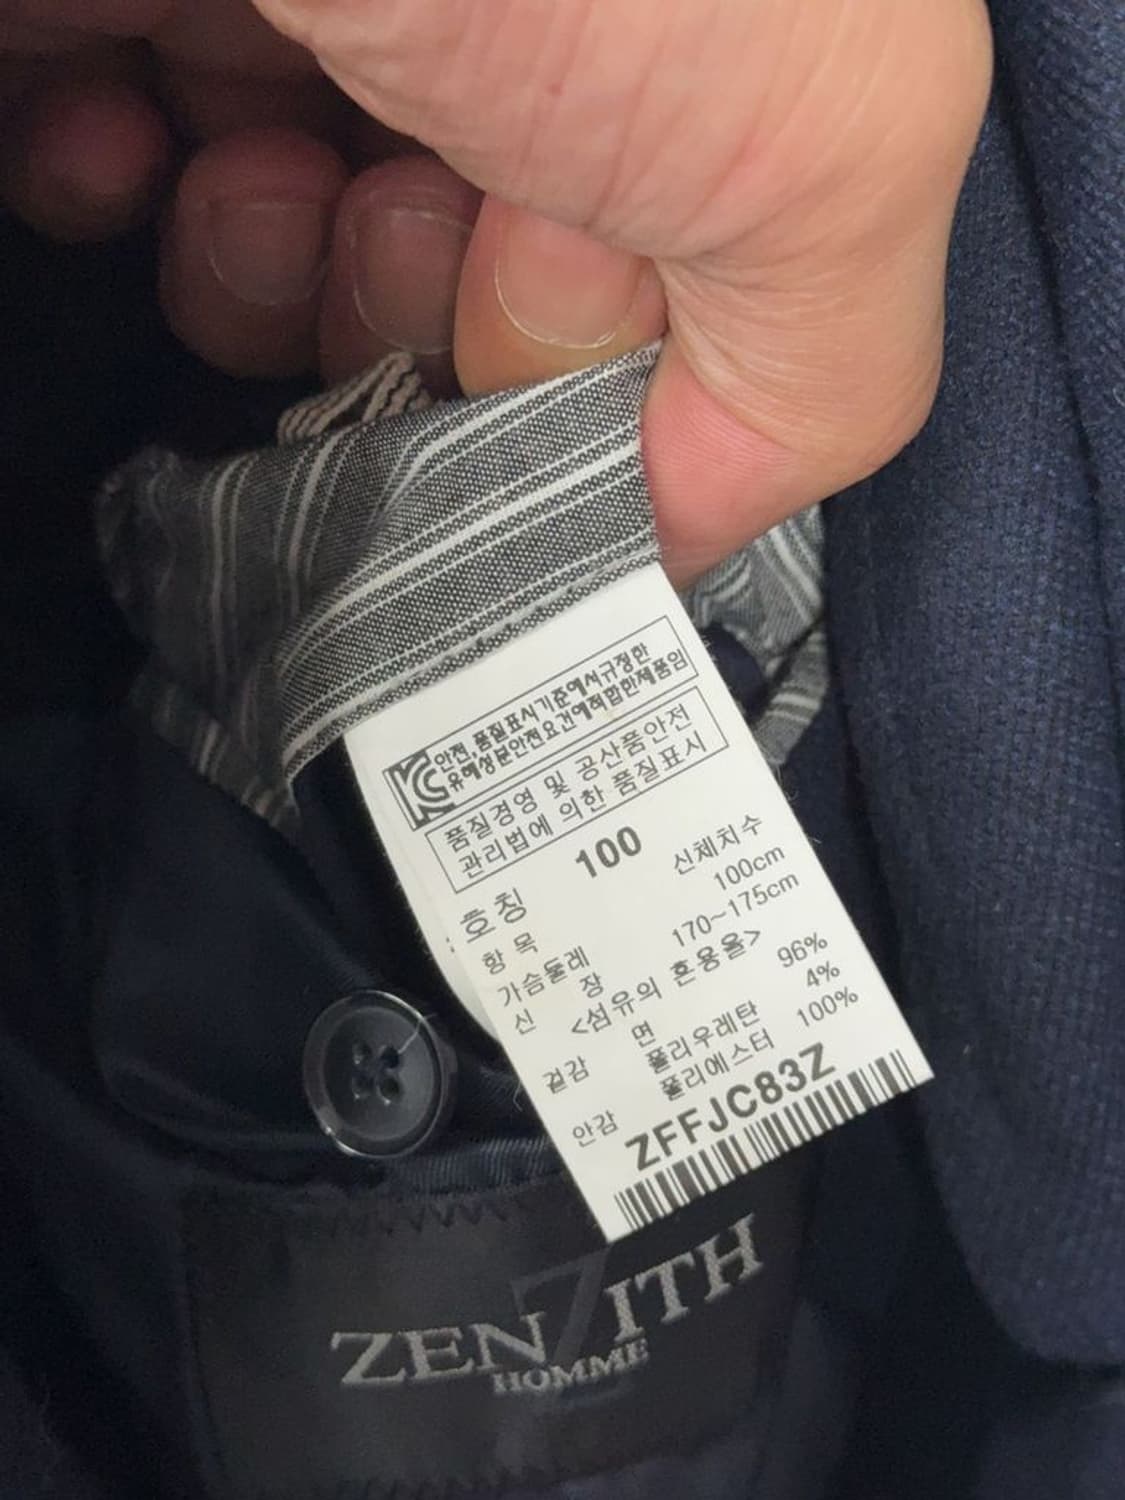 안전, 품질표시기준에서규정한
유해성분안전요건에적합한제품임
품질경영 및 공산품안전
관리법에 의한 품질표시
호칭 100
항목 신체치수
가슴둘레 100cm
신장 170~175cm
<섬유의 혼용율>
겉감 면 96%
폴리우레탄 4%
안감 폴리에스터 100%
ZFFJC83Z
ZENZITH
HOMME